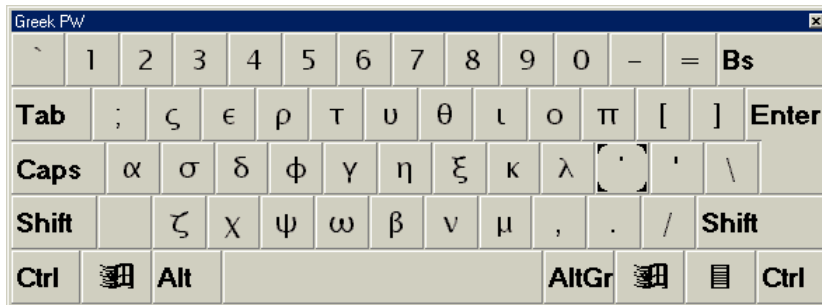 Greek PW
` 1 2 3 4 5 6 7 8 9 0 - = Bs
Tab ; ς ϵ ρ τ υ θ ι ο π [ ] Enter
Caps α σ δ φ γ η ξ κ λ ΄ ' \
Shift ζ χ ψ ω β ν μ , . / Shift
Ctrl Alt AltGr Ctrl